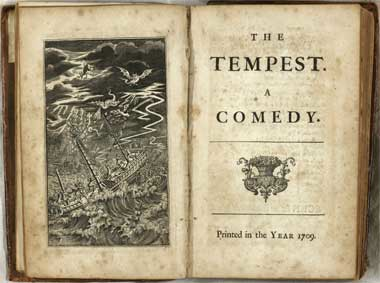 THE
TEMPEST.
A
COMEDY.
Printed in the YEAR 1709.